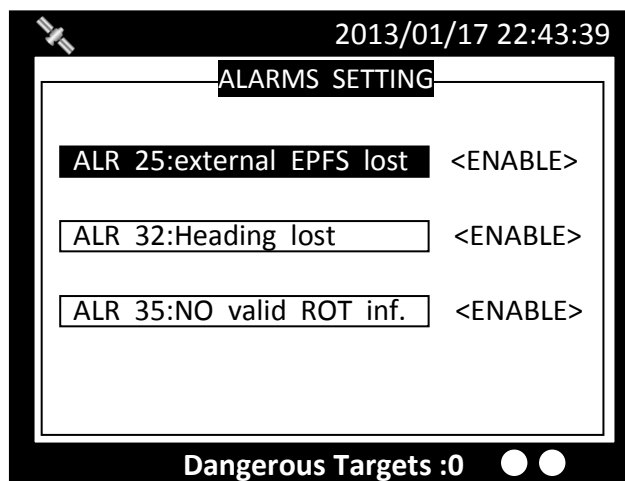 2013/01/17 22:43:39
ALARMS SETTING
ALR 25:external EPFS lost <ENABLE>
ALR 32:Heading lost <ENABLE>
ALR 35:NO valid ROT inf. <ENABLE>
Dangerous Targets :0